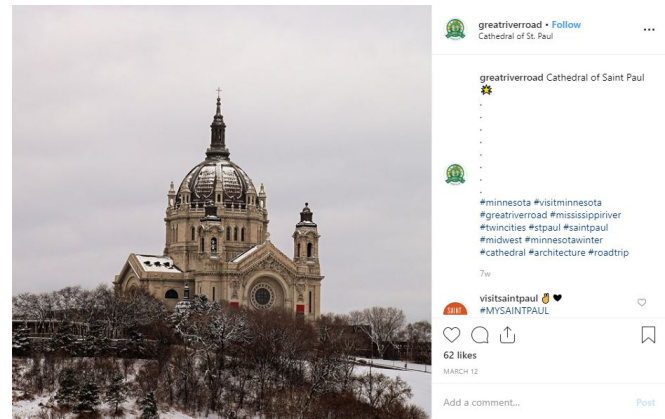 greatriverroad • Follow
Cathedral of St. Paul
greatriverroad Cathedral of Saint Paul
.
.
.
.
.
.
.
.
#minnesota #visitminnesota
#greatriverroad #mississippiriver
#twincities #stpaul #saintpaul
#midwest #minnesotawinter
#cathedral #architecture #roadtrip
7w
visitsaintpaul
#MYSAINTPAUL
SAINT
62 likes
MARCH 12
Add a comment...
Post